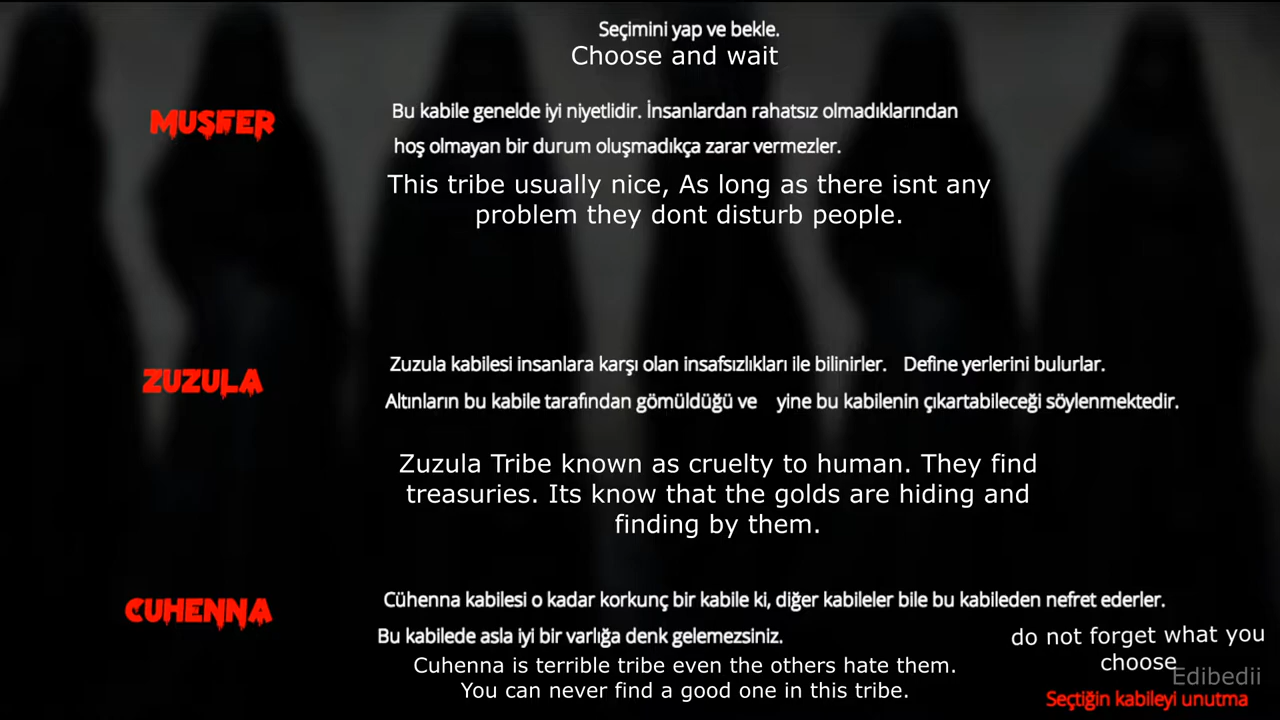 Seçimini yap ve bekle.
Choose and wait
MUSFER
Bu kabile genelde iyi niyetlidir. İnsanlardan rahatsız olmadıklarından
hoş olmayan bir durum oluşmadıkça zarar vermezler.
This tribe usually nice, As long as there isnt any
problem they dont disturb people.
ZUZULA
Zuzula kabilesi insanlara karşı olan insafsızlıkları ile bilinirler. Define yerlerini bulurlar.
Altınların bu kabile tarafından gömüldüğü ve yine bu kabilenin çıkartabileceği söylenmektedir.
Zuzula Tribe known as cruelty to human. They find
treasuries. Its know that the golds are hiding and
finding by them.
CUHENNA
Cühenna kabilesi o kadar korkunç bir kabile ki, diğer kabileler bile bu kabileden nefret ederler.
Bu kabilede asla iyi bir varlığa denk gelemezsiniz.
Cuhenna is terrible tribe even the others hate them.
You can never find a good one in this tribe.
do not forget what you
choose
Edibedii
Seçtiğin kabileyi unutma